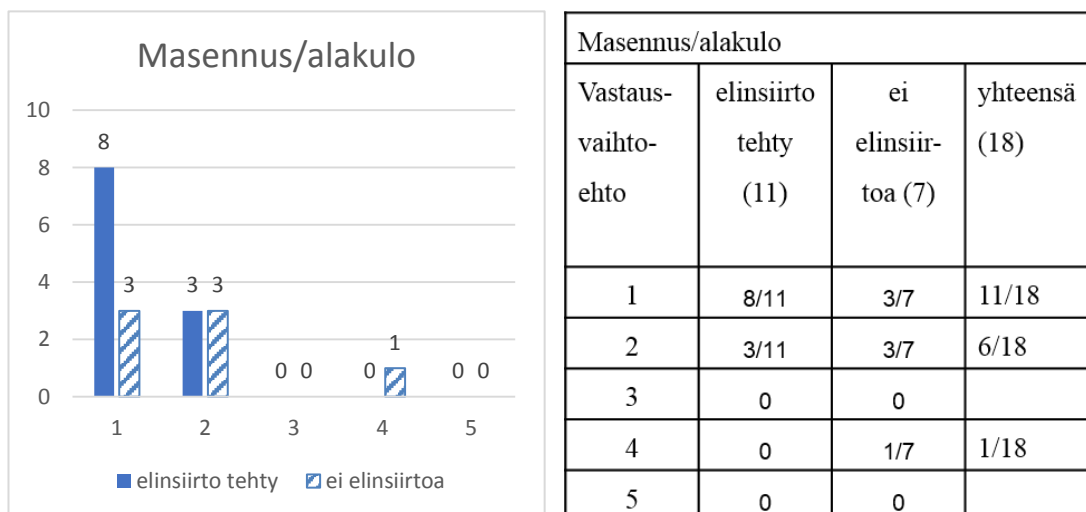 Masennus/alakulo
10
8
6
4
2
0
8
3
3 3
0 0
0
1
0 0
1 2 3 4 5
elinsiirto tehty ei elinsiirtoa
Masennus/alakulo
Vastaus-
vaihto-
ehto
elinsiirto
tehty
(11)
ei
elinsiir-
toa (7)
yhteensä
(18)
1 8/11 3/7 11/18
2 3/11 3/7 6/18
3 0 0
4 0 1/7 1/18
5 0 0